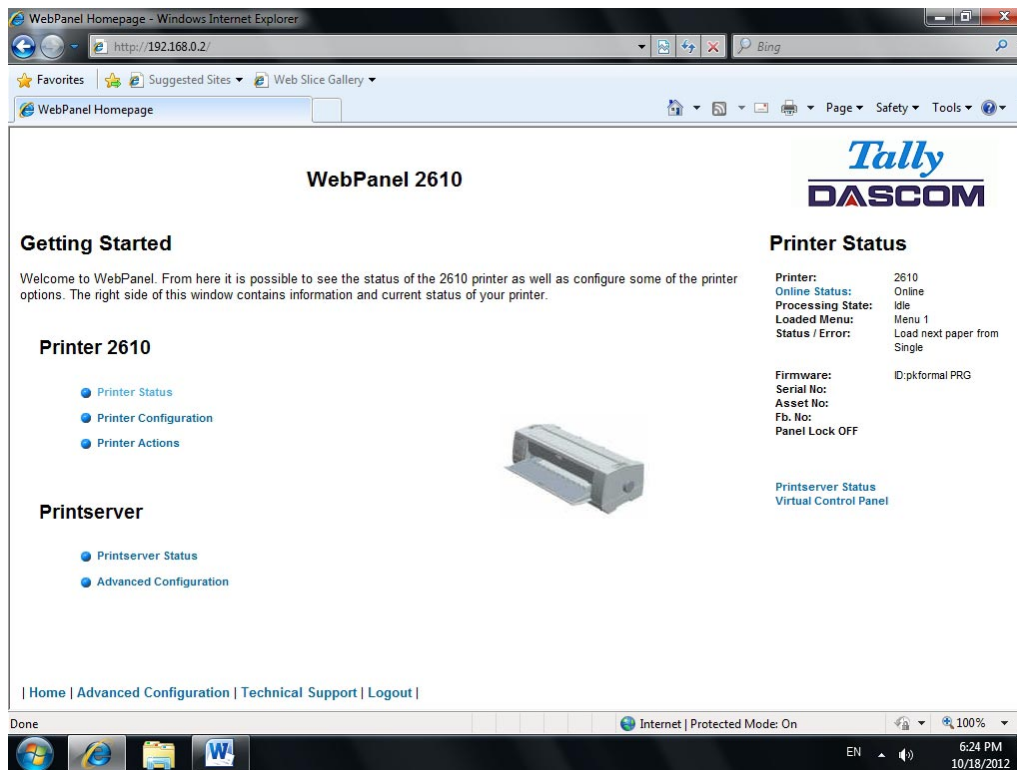 WebPanel Homepage - Windows Internet Explorer
http://192.168.0.2/
Bing
Favorites
Suggested Sites
Web Slice Gallery
WebPanel Homepage
Page
Safety
Tools
WebPanel 2610
Tally
DASCOM
Getting Started
Welcome to WebPanel. From here it is possible to see the status of the 2610 printer as well as configure some of the printer
options. The right side of this window contains information and current status of your printer.
Printer 2610
Printer Status
Printer Configuration
Printer Actions
Printserver
Printserver Status
Advanced Configuration
Printer Status
Printer: 2610
Online Status: Online
Processing State: Idle
Loaded Menu: Menu 1
Status / Error: Load next paper from
Single
Firmware: ID:pkformal PRG
Serial No:
Asset No:
Fb. No:
Panel Lock OFF
Printserver Status
Virtual Control Panel
| Home | Advanced Configuration | Technical Support | Logout |
Done
Internet | Protected Mode: On
100%
EN
6:24 PM
10/18/2012